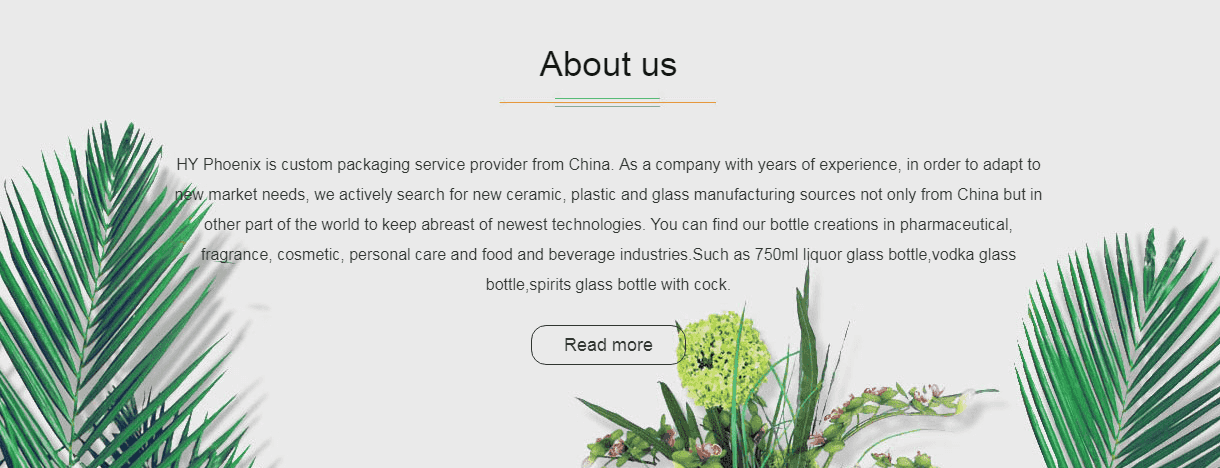 About us
HY Phoenix is custom packaging service provider from China. As a company with years of experience, in order to adapt to
new market needs, we actively search for new ceramic, plastic and glass manufacturing sources not only from China but in
other part of the world to keep abreast of newest technologies. You can find our bottle creations in pharmaceutical,
fragrance, cosmetic, personal care and food and beverage industries.Such as 750ml liquor glass bottle,vodka glass
bottle,spirits glass bottle with cock.
Read more